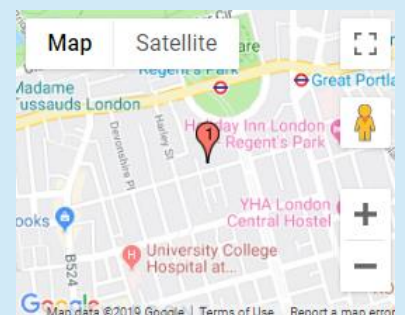 Map Satellite
Cir
are
Regent's Park
Great Portla
Madame
Tussauds London
Harley St
Devonshire Pl
1
Holiday Inn London
Regent's Park
ooks
B524
YHA London
Central Hostel
University College
Hospital at...
H
+
−
Google
Map data ©2019 Google | Terms of Use Report a map error